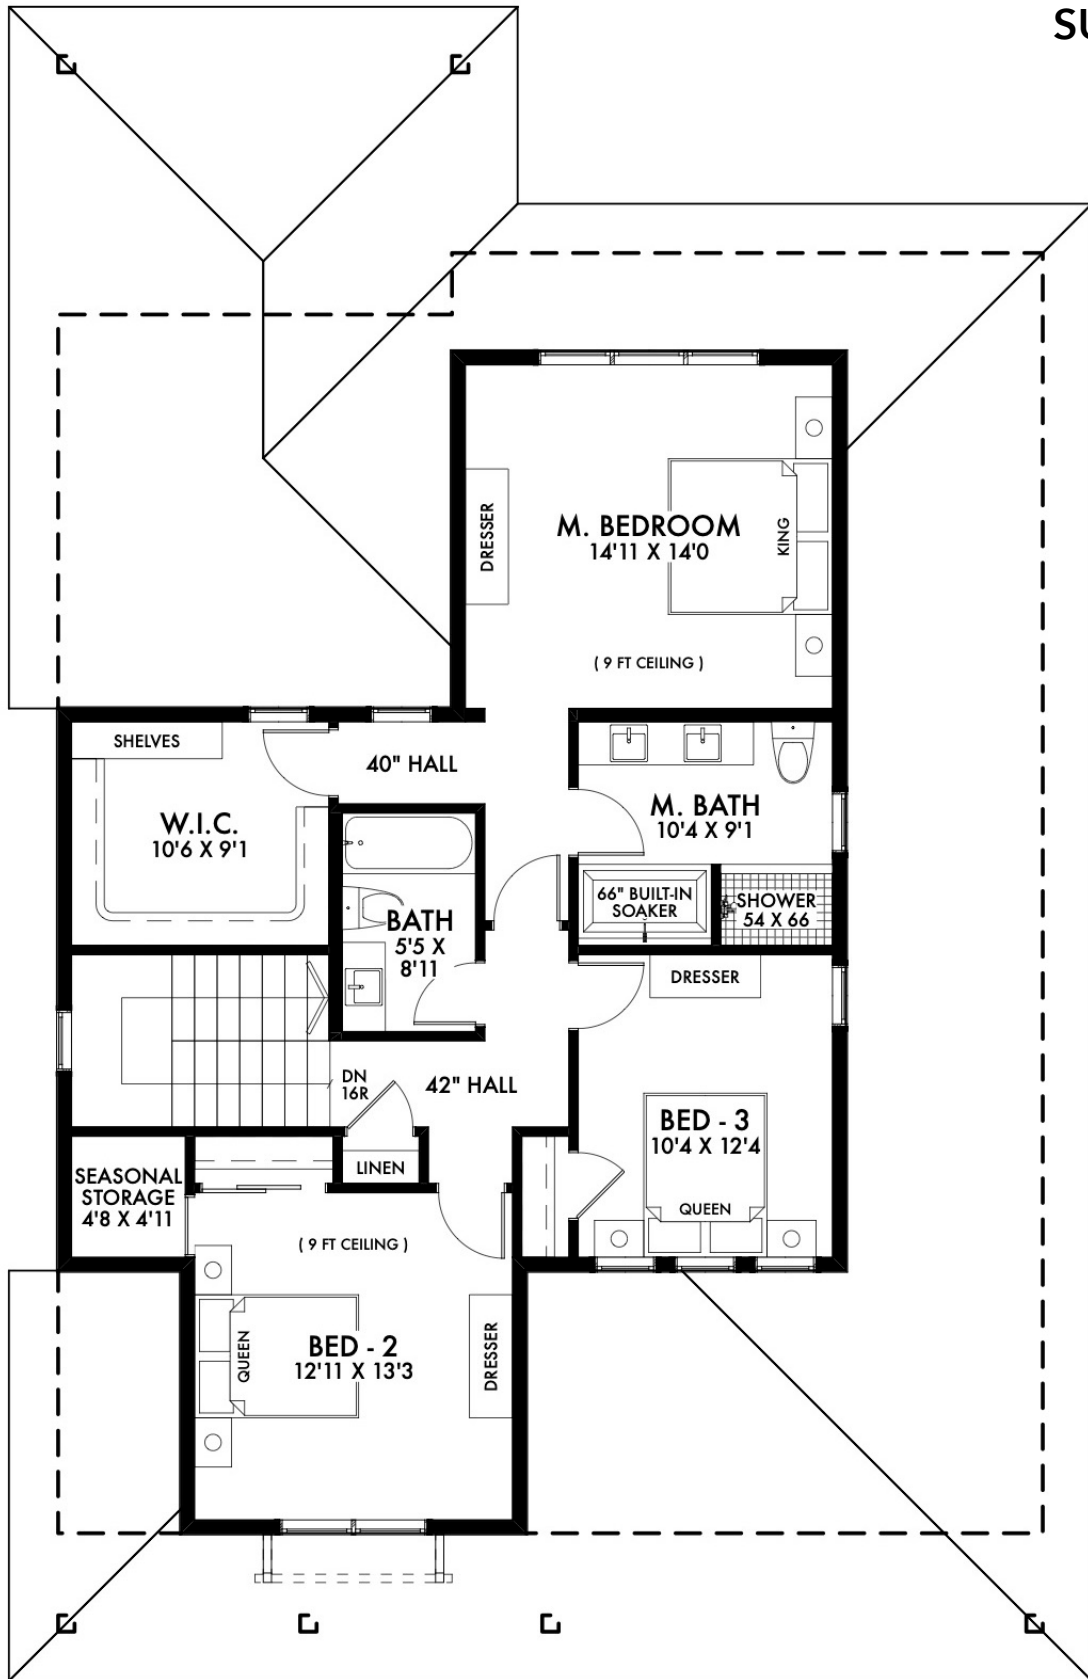 SU
M. BEDROOM
14'11 X 14'0
DRESSER
KING
( 9 FT CEILING )
SHELVES
40" HALL
W.I.C.
10'6 X 9'1
M. BATH
10'4 X 9'1
66" BUILT-IN
SOAKER
SHOWER
54 X 66
BATH
5'5 X
8'11
DRESSER
DN
16R
42" HALL
BED - 3
10'4 X 12'4
QUEEN
LINEN
SEASONAL
STORAGE
4'8 X 4'11
( 9 FT CEILING )
BED - 2
12'11 X 13'3
QUEEN
DRESSER